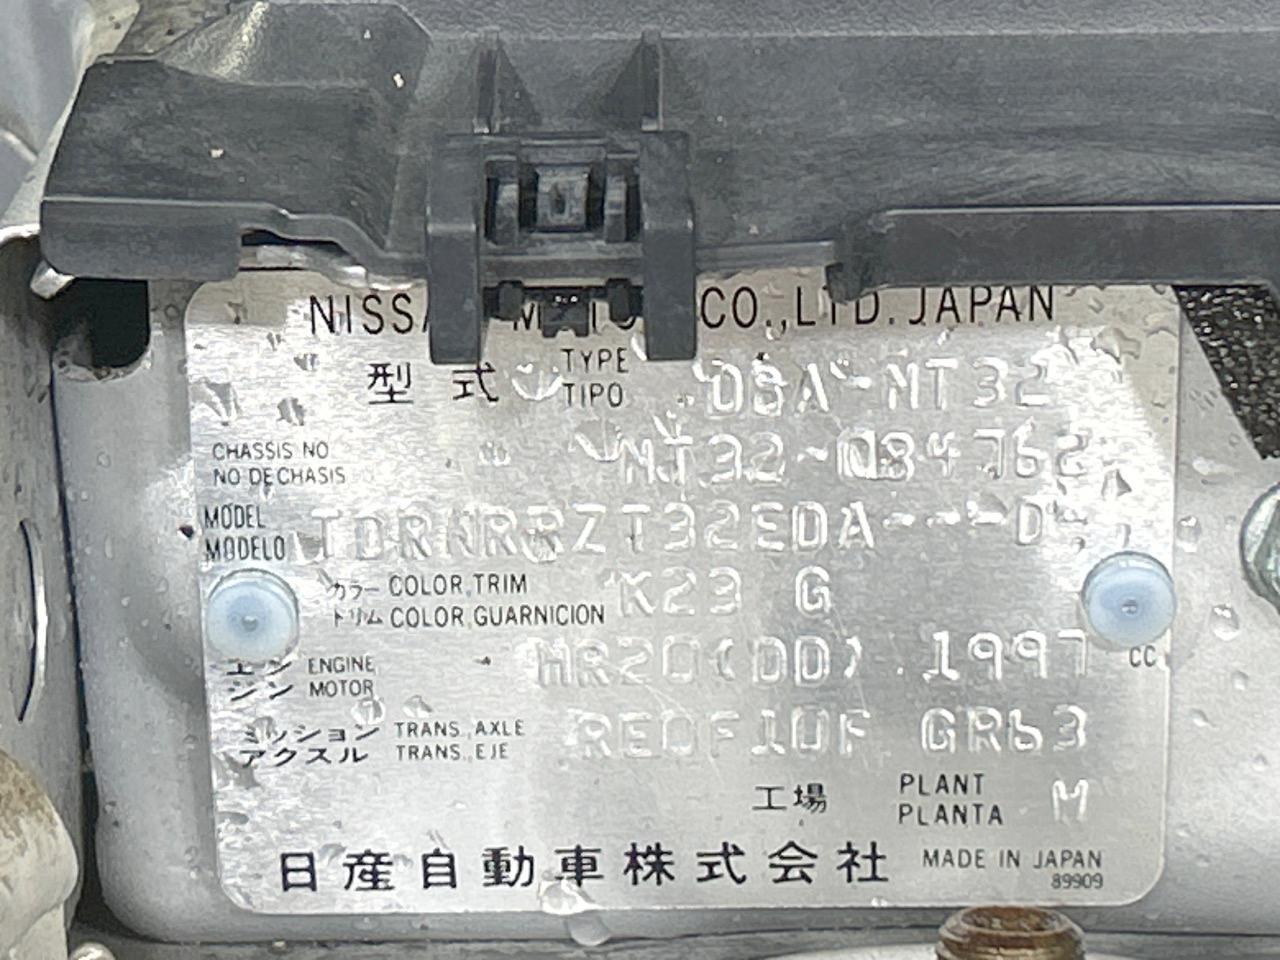 CO.,LTD. JAPAN
型 式 TYPE DBA-NT32
TIPO
CHASSIS NO NT32-084762
NO DE CHASIS
MODEL TDRNRRZT32EDA---D
MODELO
カラー COLOR,TRIM K23 G
トリム COLOR,GUARNICION
エン ENGINE MR20(DD) 1997 CC
ジン MOTOR
ミッション TRANS.,AXLE RE0F10F GR63
アクスル TRANS.,EJE
工場 PLANT M
PLANTA
日産自動車株式会社 MADE IN JAPAN
89909